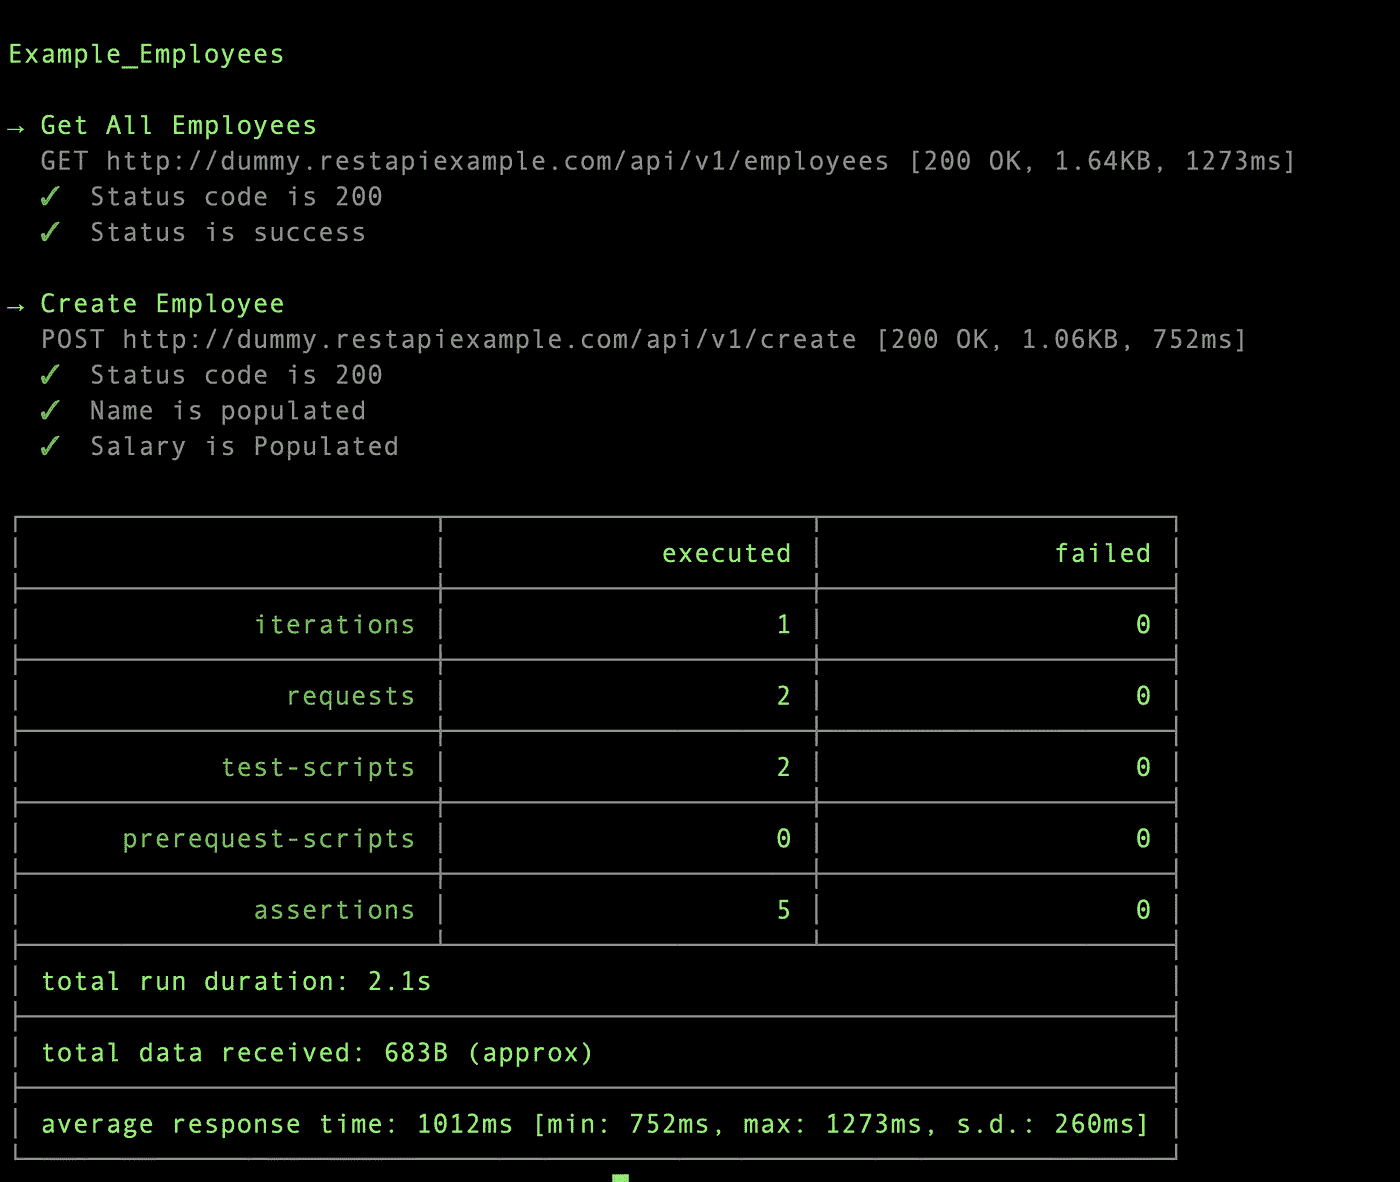 Example_Employees
→ Get All Employees
GET http://dummy.restapiexample.com/api/v1/employees [200 OK, 1.64KB, 1273ms]
✓ Status code is 200
✓ Status is success
→ Create Employee
POST http://dummy.restapiexample.com/api/v1/create [200 OK, 1.06KB, 752ms]
✓ Status code is 200
✓ Name is populated
✓ Salary is Populated
executed failed
iterations 1 0
requests 2 0
test-scripts 2 0
prerequest-scripts 0 0
assertions 5 0
total run duration: 2.1s
total data received: 683B (approx)
average response time: 1012ms [min: 752ms, max: 1273ms, s.d.: 260ms]